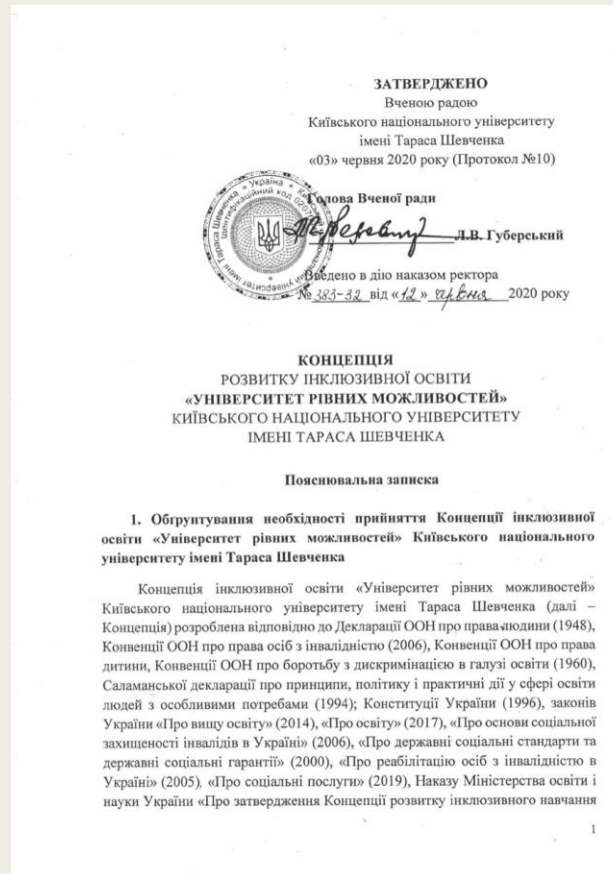 ЗАТВЕРДЖЕНО
Вченою радою
Київського національного університету
імені Тараса Шевченка
«03» червня 2020 року (Протокол №10)
Україна
Ідентифікаційний код
імені Тараса Шевченка
Голова Вченої ради
Л.В. Губерський
Введено в дію наказом ректора
№ 383-32 від «12» червня 2020 року
КОНЦЕПЦІЯ
РОЗВИТКУ ІНКЛЮЗИВНОЇ ОСВІТИ
«УНІВЕРСИТЕТ РІВНИХ МОЖЛИВОСТЕЙ»
КИЇВСЬКОГО НАЦІОНАЛЬНОГО УНІВЕРСИТЕТУ
ІМЕНІ ТАРАСА ШЕВЧЕНКА
Пояснювальна записка
1. Обґрунтування необхідності прийняття Концепції інклюзивної
освіти «Університет рівних можливостей» Київського національного
університету імені Тараса Шевченка
Концепція інклюзивної освіти «Університет рівних можливостей»
Київського національного університету імені Тараса Шевченка (далі –
Концепція) розроблена відповідно до Декларації ООН про права людини (1948),
Конвенції ООН про права осіб з інвалідністю (2006), Конвенції ООН про права
дитини, Конвенції ООН про боротьбу з дискримінацією в галузі освіти (1960),
Саламанської декларації про принципи, політику і практичні дії у сфері освіти
людей з особливими потребами (1994); Конституції України (1996), законів
України «Про вищу освіту» (2014), «Про освіту» (2017), «Про основи соціальної
захищеності інвалідів в Україні» (2006), «Про державні соціальні стандарти та
державні соціальні гарантії» (2000), «Про реабілітацію осіб з інвалідністю в
Україні» (2005), «Про соціальні послуги» (2019), Наказу Міністерства освіти і
науки України «Про затвердження Концепції розвитку інклюзивного навчання
1